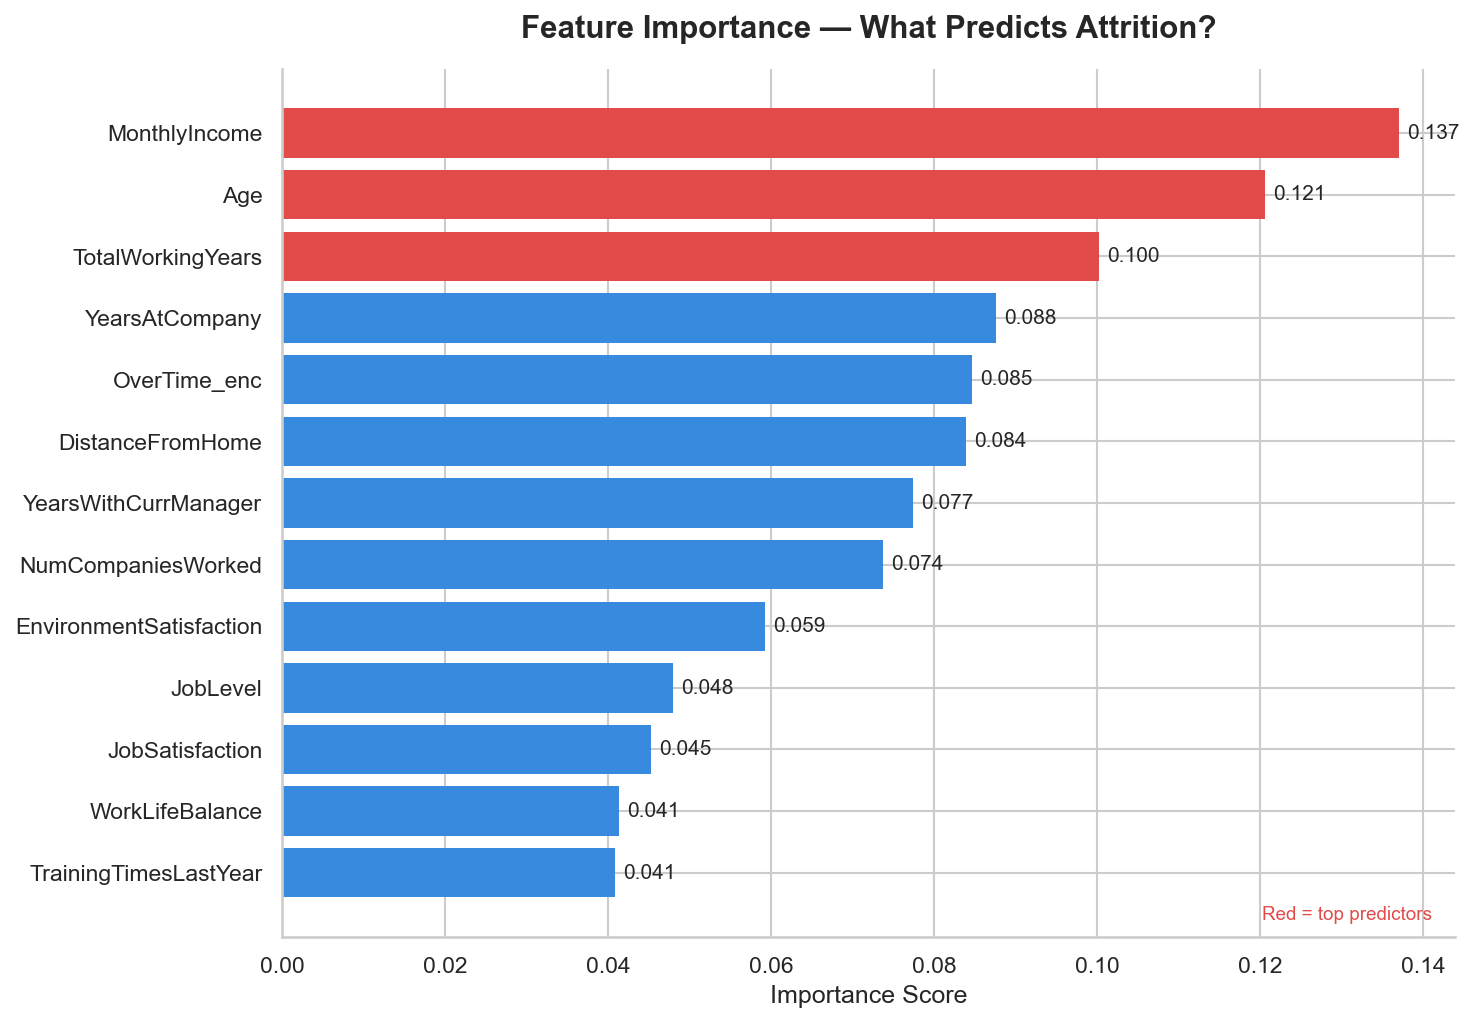 Feature Importance — What Predicts Attrition?
MonthlyIncome 0.137
Age 0.121
TotalWorkingYears 0.100
YearsAtCompany 0.088
OverTime_enc 0.085
DistanceFromHome 0.084
YearsWithCurrManager 0.077
NumCompaniesWorked 0.074
EnvironmentSatisfaction 0.059
JobLevel 0.048
JobSatisfaction 0.045
WorkLifeBalance 0.041
TrainingTimesLastYear 0.041
Red = top predictors
0.00 0.02 0.04 0.06 0.08 0.10 0.12 0.14
Importance Score